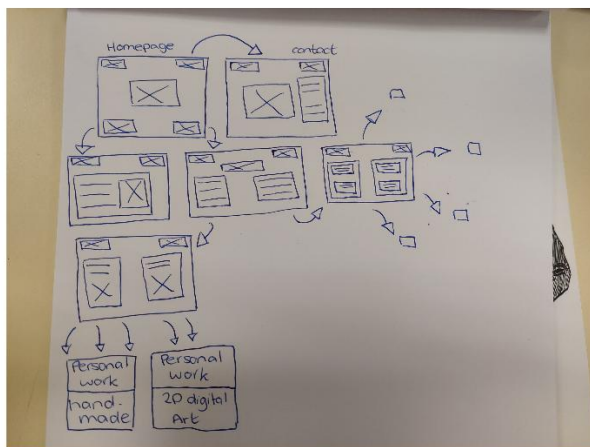 Homepage
contact
Personal
work
hand-
made
Personal
work
2D digital
Art